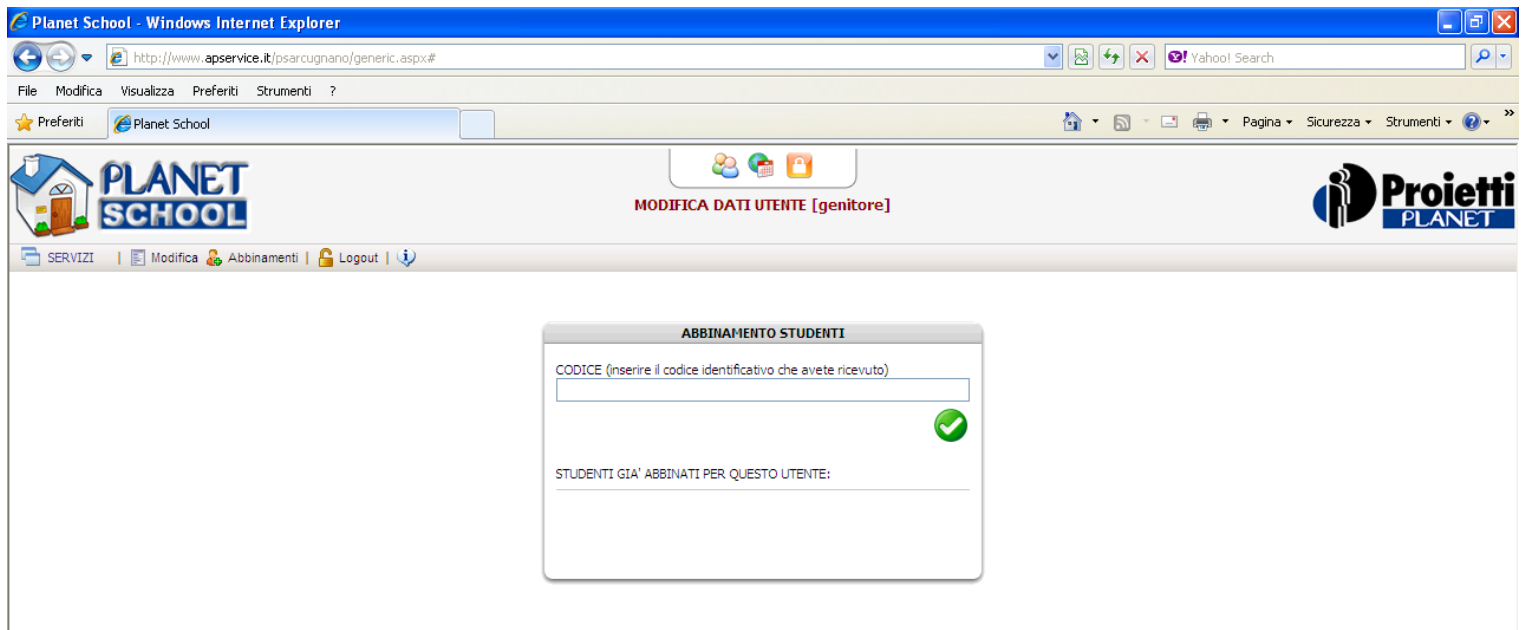 Planet School - Windows Internet Explorer
http://www.apservice.it/psarcugnano/generic.aspx#
Yahoo! Search
File Modifica Visualizza Preferiti Strumenti ?
Preferiti Planet School Pagina Sicurezza Strumenti »
PLANET SCHOOL
MODIFICA DATI UTENTE [genitore]
Proietti PLANET
SERVIZI | Modifica Abbinamenti | Logout |
ABBINAMENTO STUDENTI
CODICE (inserire il codice identificativo che avete ricevuto)
STUDENTI GIA' ABBINATI PER QUESTO UTENTE: